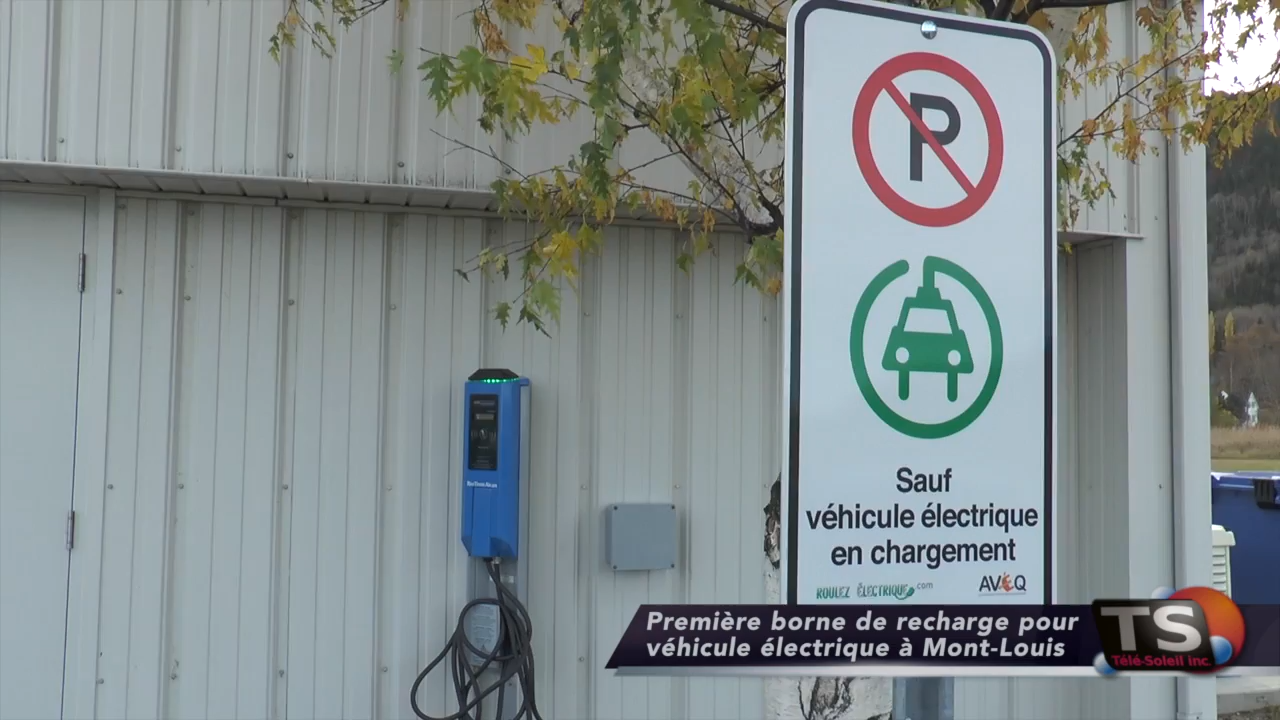 P
Sauf
véhicule électrique
en chargement
ROULEZ ÉLECTRIQUE.com
AVÉQ
Première borne de recharge pour
véhicule électrique à Mont-Louis
TS
Télé-Soleil inc.